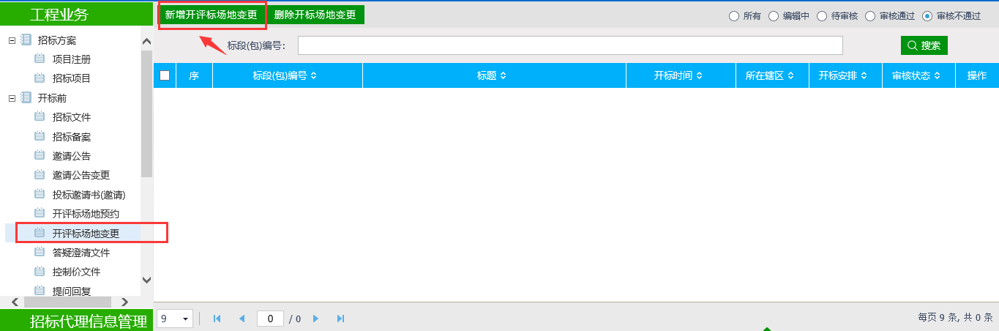 工程业务
招标方案
项目注册
招标项目
开标前
招标文件
招标备案
邀请公告
邀请公告变更
投标邀请书(邀请)
开评标场地预约
开评标场地变更
答疑澄清文件
控制价文件
提问回复
招标代理信息管理
新增开评标场地变更 删除开标场地变更 所有 编辑中 待审核 审核通过 审核不通过
标段(包)编号: 搜索
序 标段(包)编号 标题 开标时间 所在辖区 开标安排 审核状态 操作
9 0 / 0 每页 9 条, 共 0 条